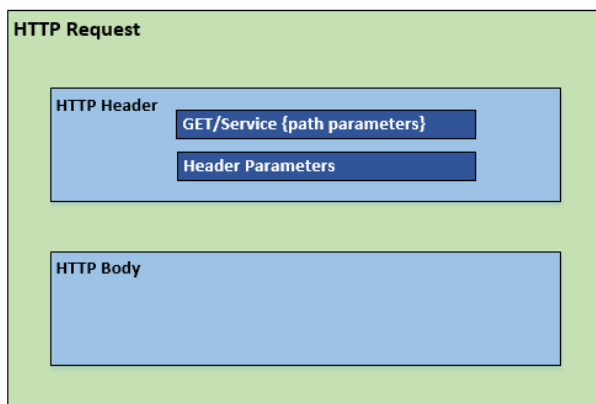 HTTP Request
HTTP Header
GET/Service {path parameters}
Header Parameters
HTTP Body